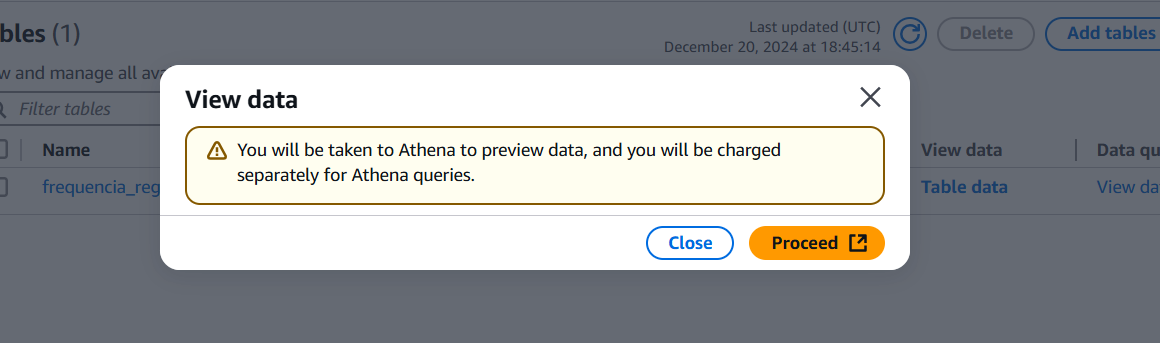 bles (1)
Last updated (UTC)
December 20, 2024 at 18:45:14
Delete
Add tables
w and manage all ava
Filter tables
View data
You will be taken to Athena to preview data, and you will be charged
separately for Athena queries.
Close
Proceed
Name
View data
Data qu
frequencia_reg
Table data
View da